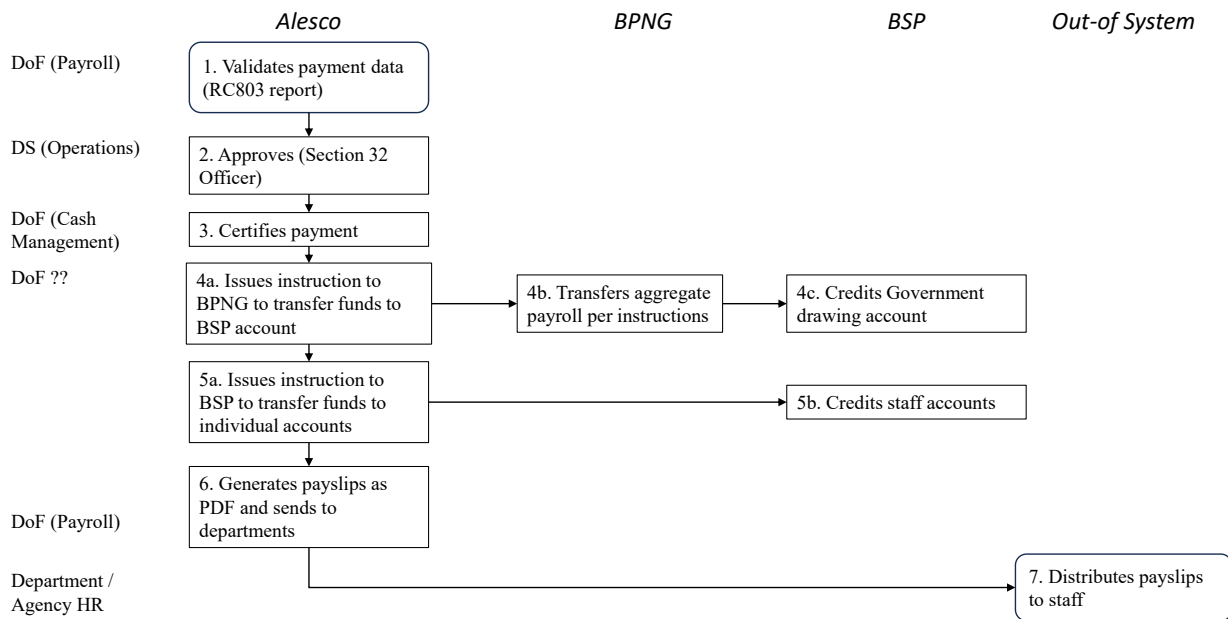 Alesco
BPNG
BSP
Out-of System
DoF (Payroll)
1. Validates payment data
(RC803 report)
DS (Operations)
2. Approves (Section 32
Officer)
DoF (Cash
Management)
3. Certifies payment
DoF ??
4a. Issues instruction to
BPNG to transfer funds to
BSP account
4b. Transfers aggregate
payroll per instructions
4c. Credits Government
drawing account
5a. Issues instruction to
BSP to transfer funds to
individual accounts
5b. Credits staff accounts
6. Generates payslips as
PDF and sends to
departments
DoF (Payroll)
Department /
Agency HR
7. Distributes payslips
to staff